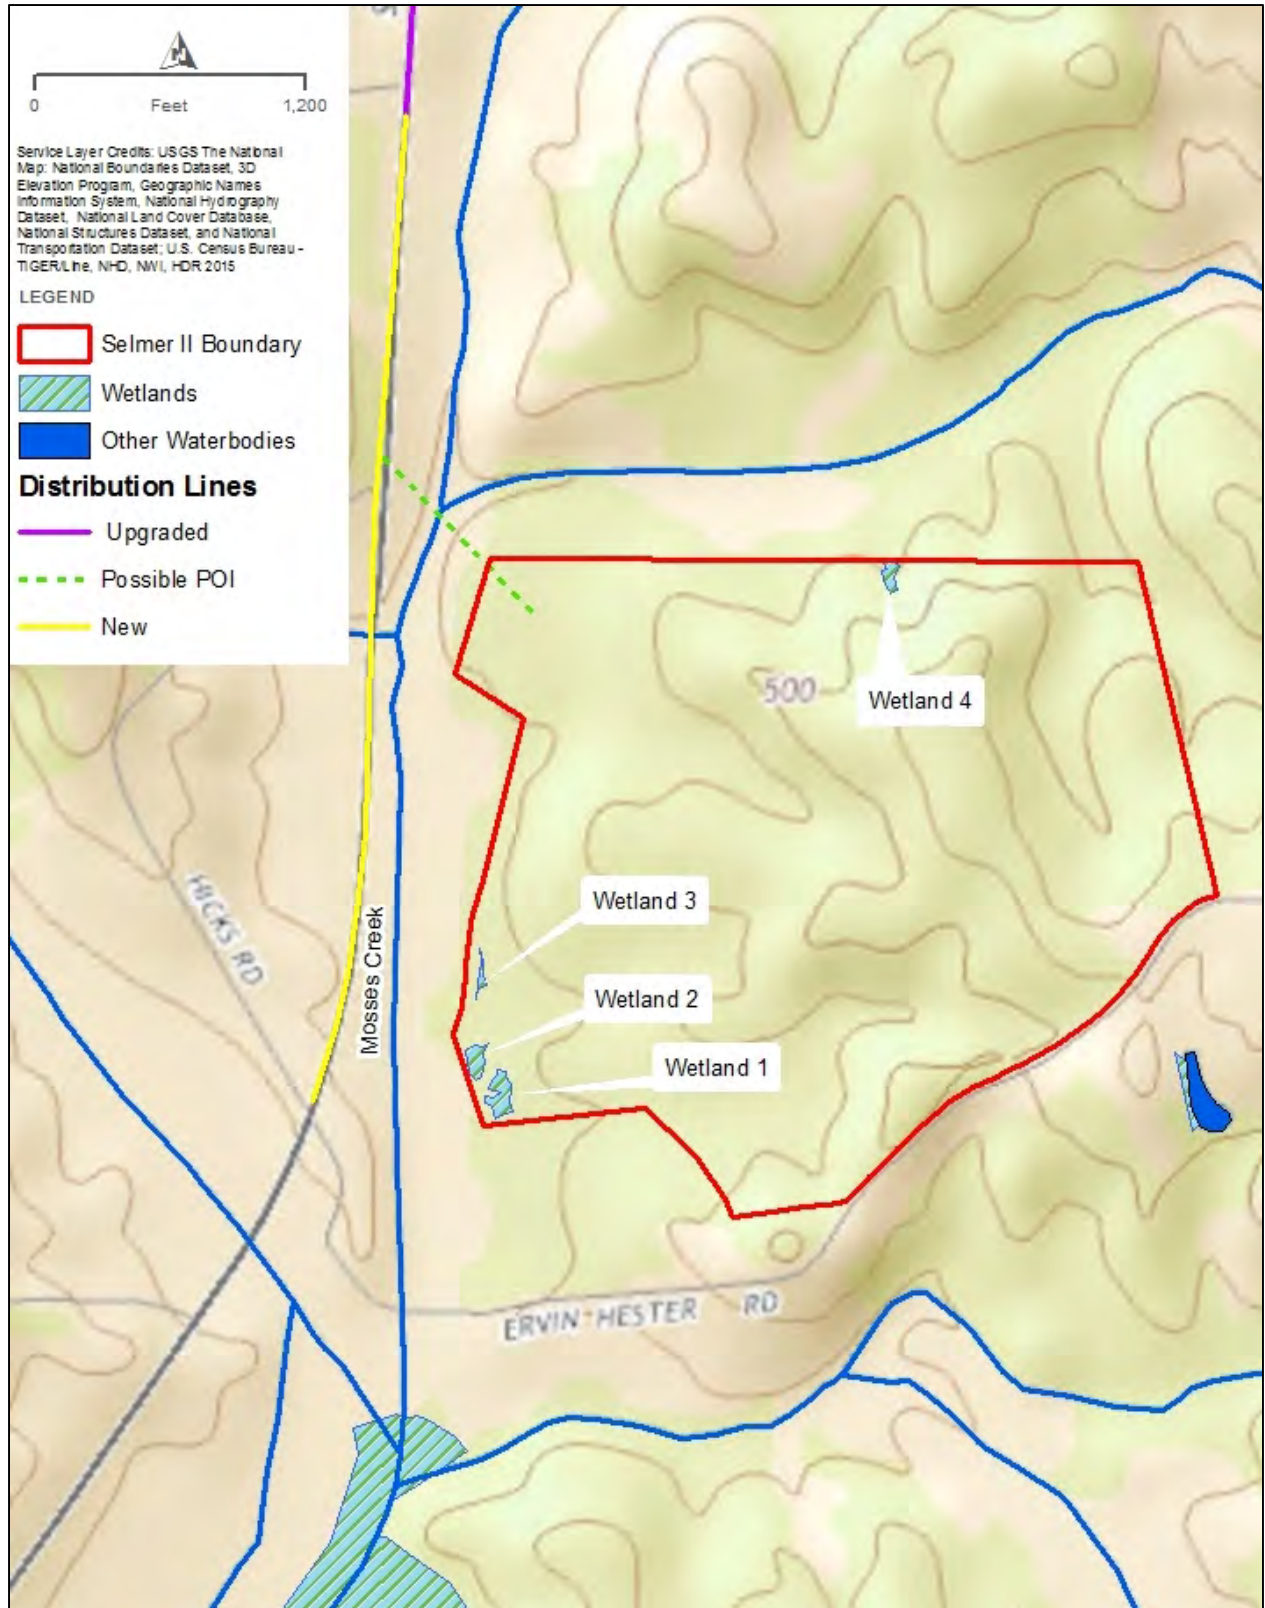 N
0 Feet 1,200
Service Layer Credits: USGS The National
Map: National Boundaries Dataset, 3D
Elevation Program, Geographic Names
Information System, National Hydrography
Dataset, National Land Cover Database,
National Structures Dataset, and National
Transportation Dataset; U.S. Census Bureau -
TIGER/Line, NHD, NWI, HDR 2015
LEGEND
Selmer II Boundary
Wetlands
Other Waterbodies
Distribution Lines
Upgraded
Possible POI
New
500
Wetland 4
HICKS RD
Wetland 3
Mosses Creek
Wetland 2
Wetland 1
ERVIN HESTER RD